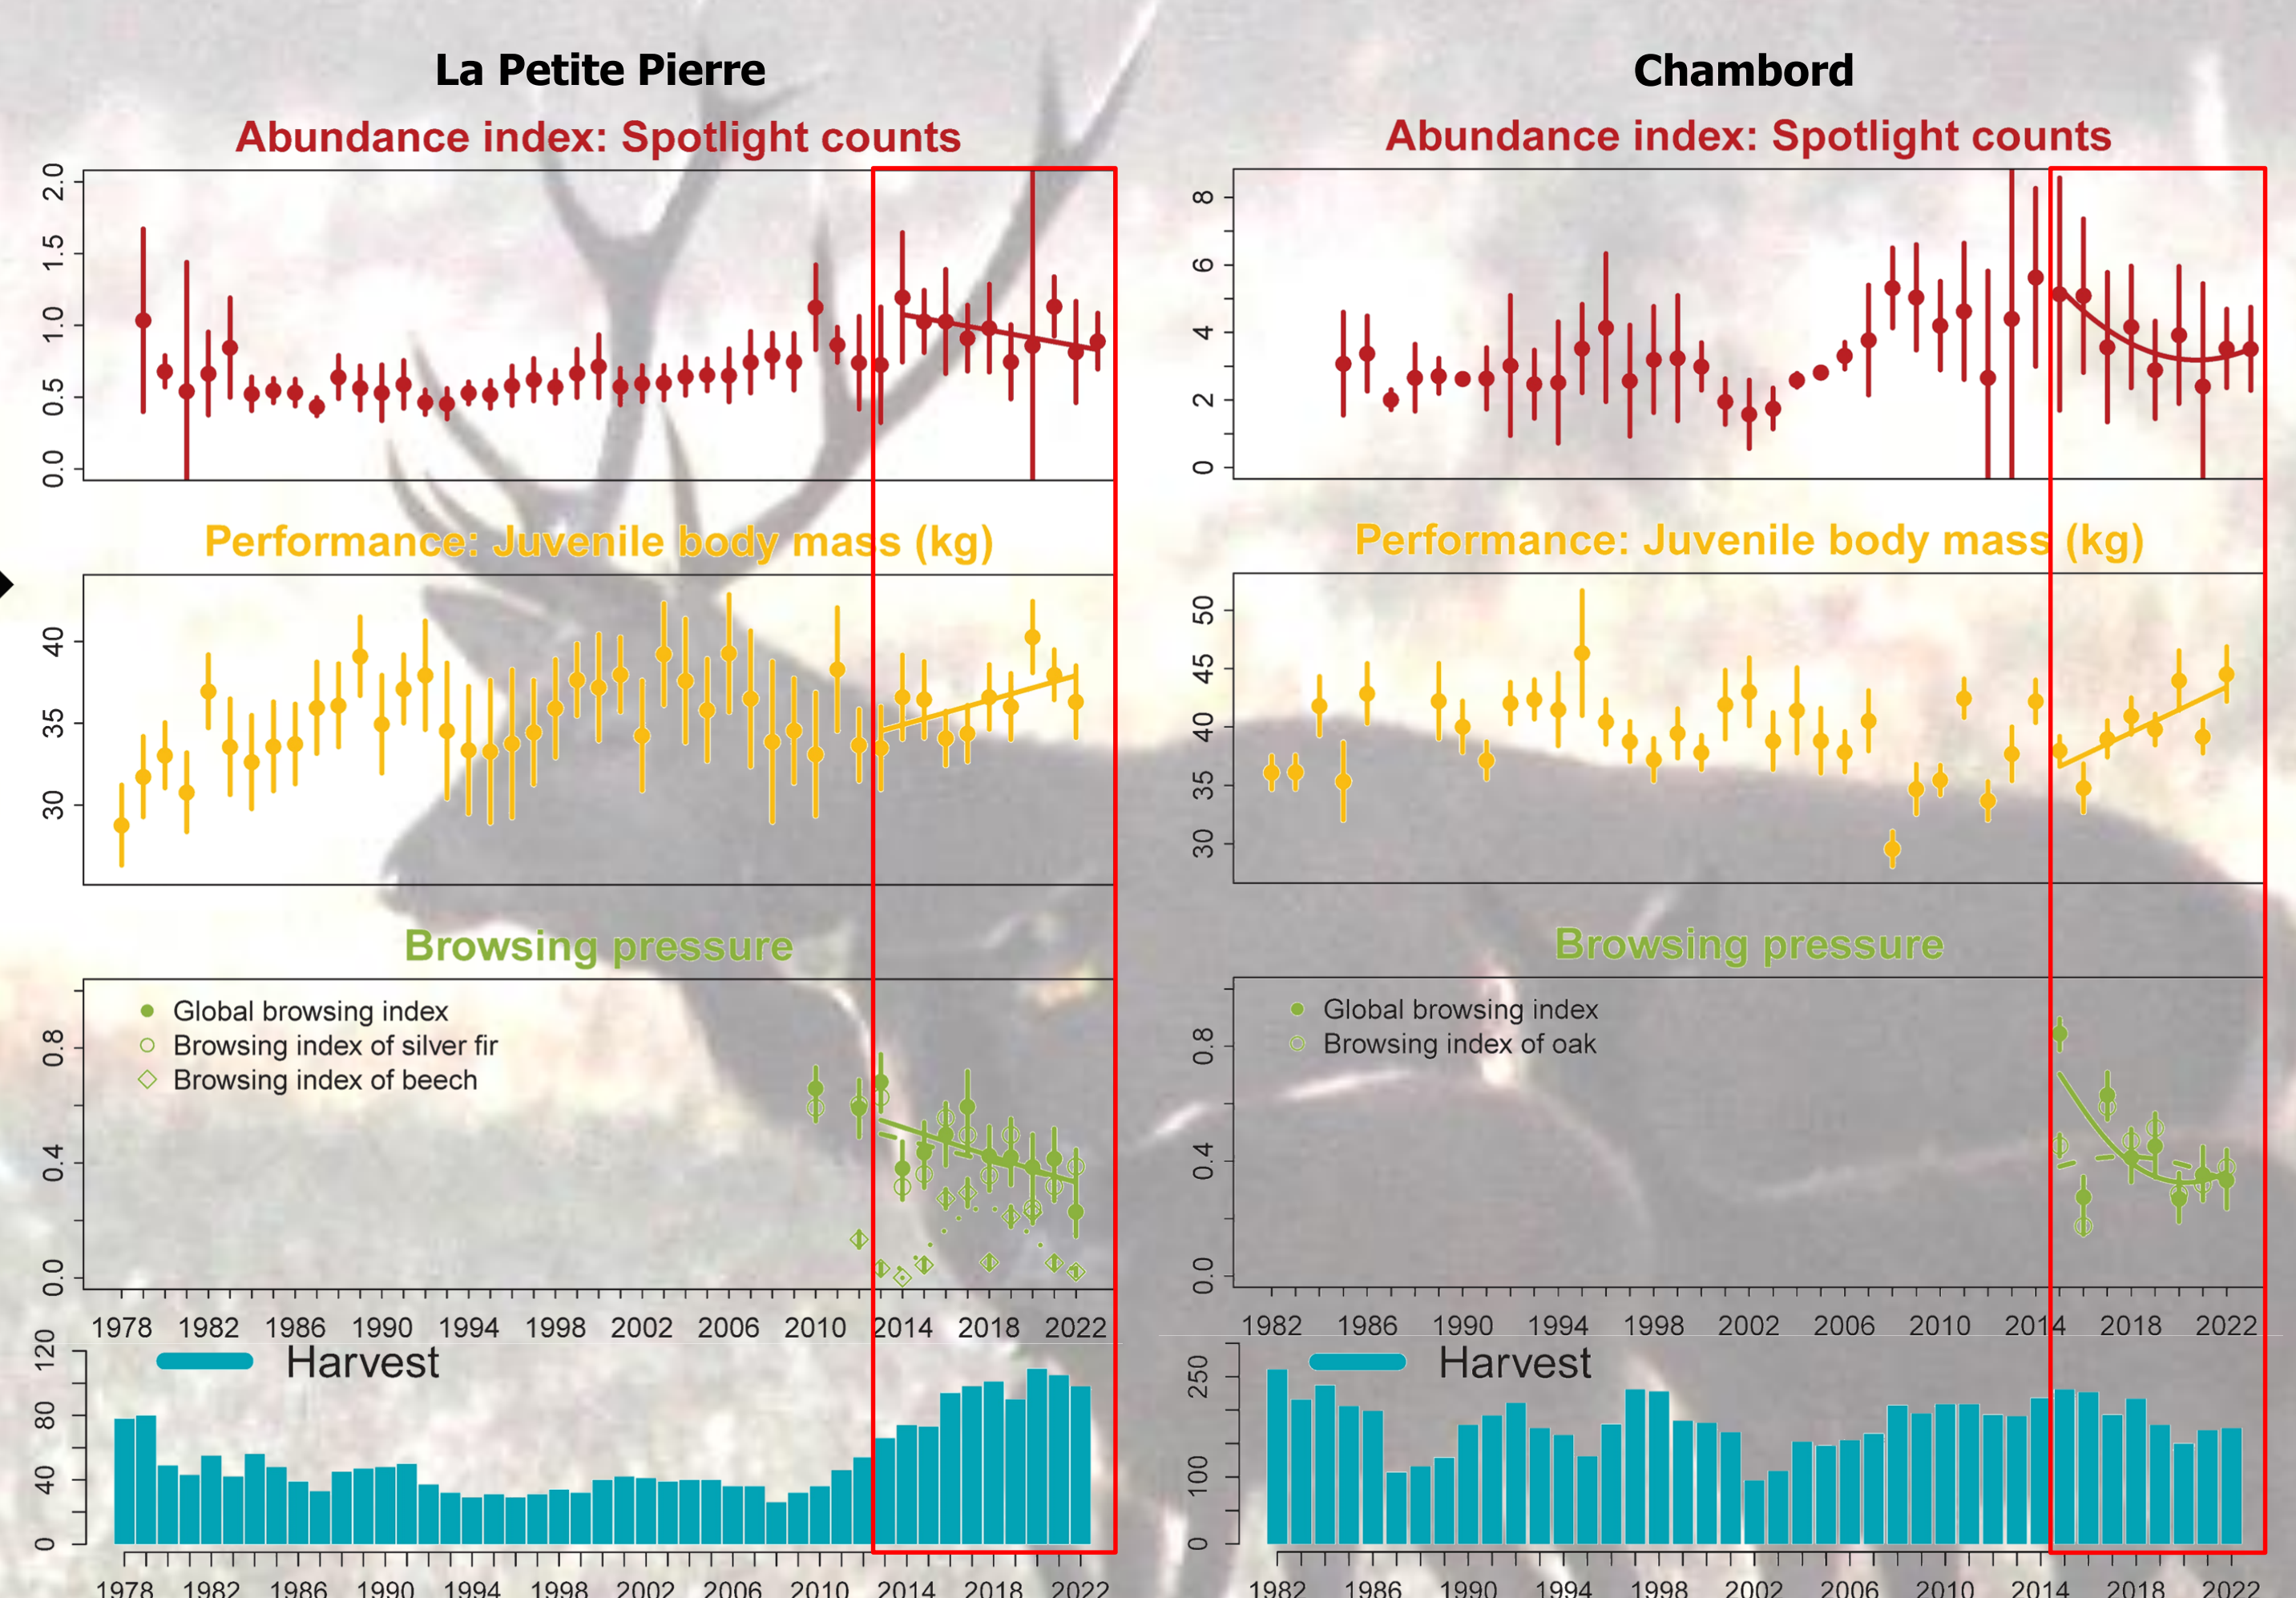 La Petite Pierre
Abundance index: Spotlight counts
2.0
1.5
1.0
0.5
0.0
Performance: Juvenile body mass (kg)
40
35
30
Browsing pressure
Global browsing index
Browsing index of silver fir
Browsing index of beech
0.8
0.4
0.0
1978 1982 1986 1990 1994 1998 2002 2006 2010 2014 2018 2022
Harvest
120
80
40
0
1978 1982 1986 1990 1994 1998 2002 2006 2010 2014 2018 2022
Chambord
Abundance index: Spotlight counts
8
6
4
2
0
Performance: Juvenile body mass (kg)
50
45
40
35
30
Browsing pressure
Global browsing index
Browsing index of oak
0.8
0.4
0.0
1982 1986 1990 1994 1998 2002 2006 2010 2014 2018 2022
Harvest
250
100
0
1982 1986 1990 1994 1998 2002 2006 2010 2014 2018 2022